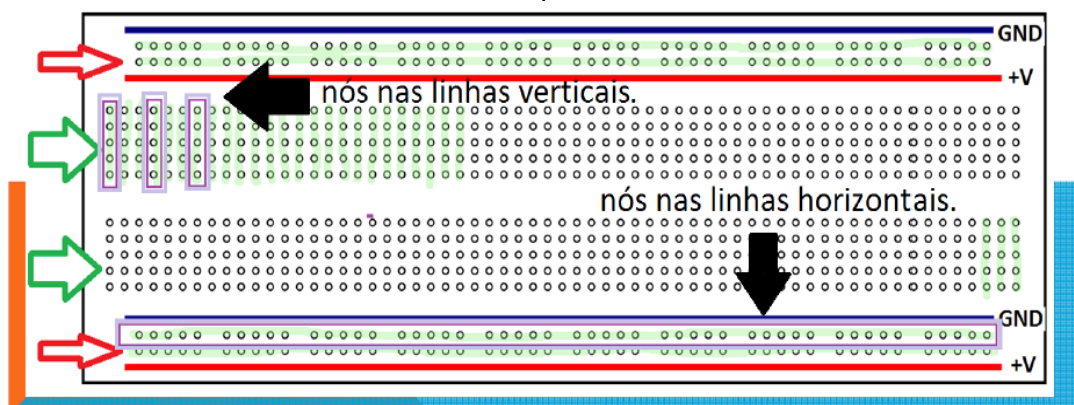 GND
+V
nós nas linhas verticais.
nós nas linhas horizontais.
GND
+V